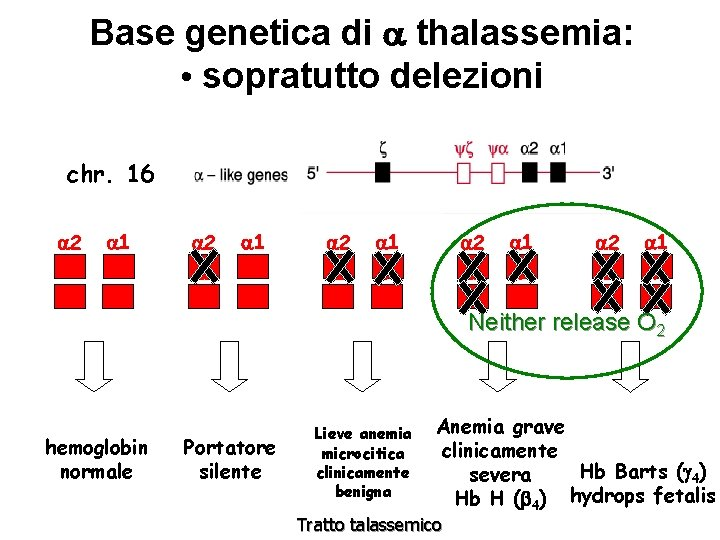 Base genetica di α thalassemia:
• sopratutto delezioni
chr. 16
α – like genes
5' ζ ψζ ψα α2 α1 3'
α2 α1 α2 α1 α2 α1 α2 α1 α2 α1
Neither release O2
hemoglobin
normale
Portatore
silente
Lieve anemia
microcitica
clinicamente
benigna
Anemia grave
clinicamente
severa
Hb H (β4)
Hb Barts (γ4)
hydrops fetalis
Tratto talassemico